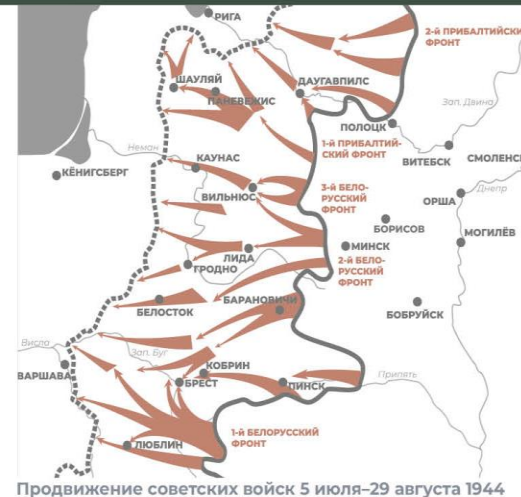 РИГА
2-й ПРИБАЛТИЙСКИ
ФРОНТ
ШАУЛЯЙ
ДАУГАВПИЛС
ПАНЕВЕЖИС
Зап. Двина
ПОЛОЦК
Неман
1-й ПРИБАЛТИЙ-
СКИЙ ФРОНТ
ВИТЕБСК
СМОЛЕНС
КАУНАС
КЁНИГСБЕРГ
3-й БЕЛО-
РУССКИЙ
ФРОНТ
Днепр
ВИЛЬНЮС
ОРША
БОРИСОВ
МОГИЛЁВ
ЛИДА
МИНСК
ГРОДНО
2-й БЕЛО-
РУССКИЙ
ФРОНТ
БАРАНОВИЧИ
БЕЛОСТОК
БОБРУЙСК
Висла
Зап. Буг
ВАРШАВА
КОБРИН
БРЕСТ
ПИНСК
Припять
1-й БЕЛОРУССКИЙ
ФРОНТ
ЛЮБЛИН
Продвижение советских войск 5 июля–29 августа 1944